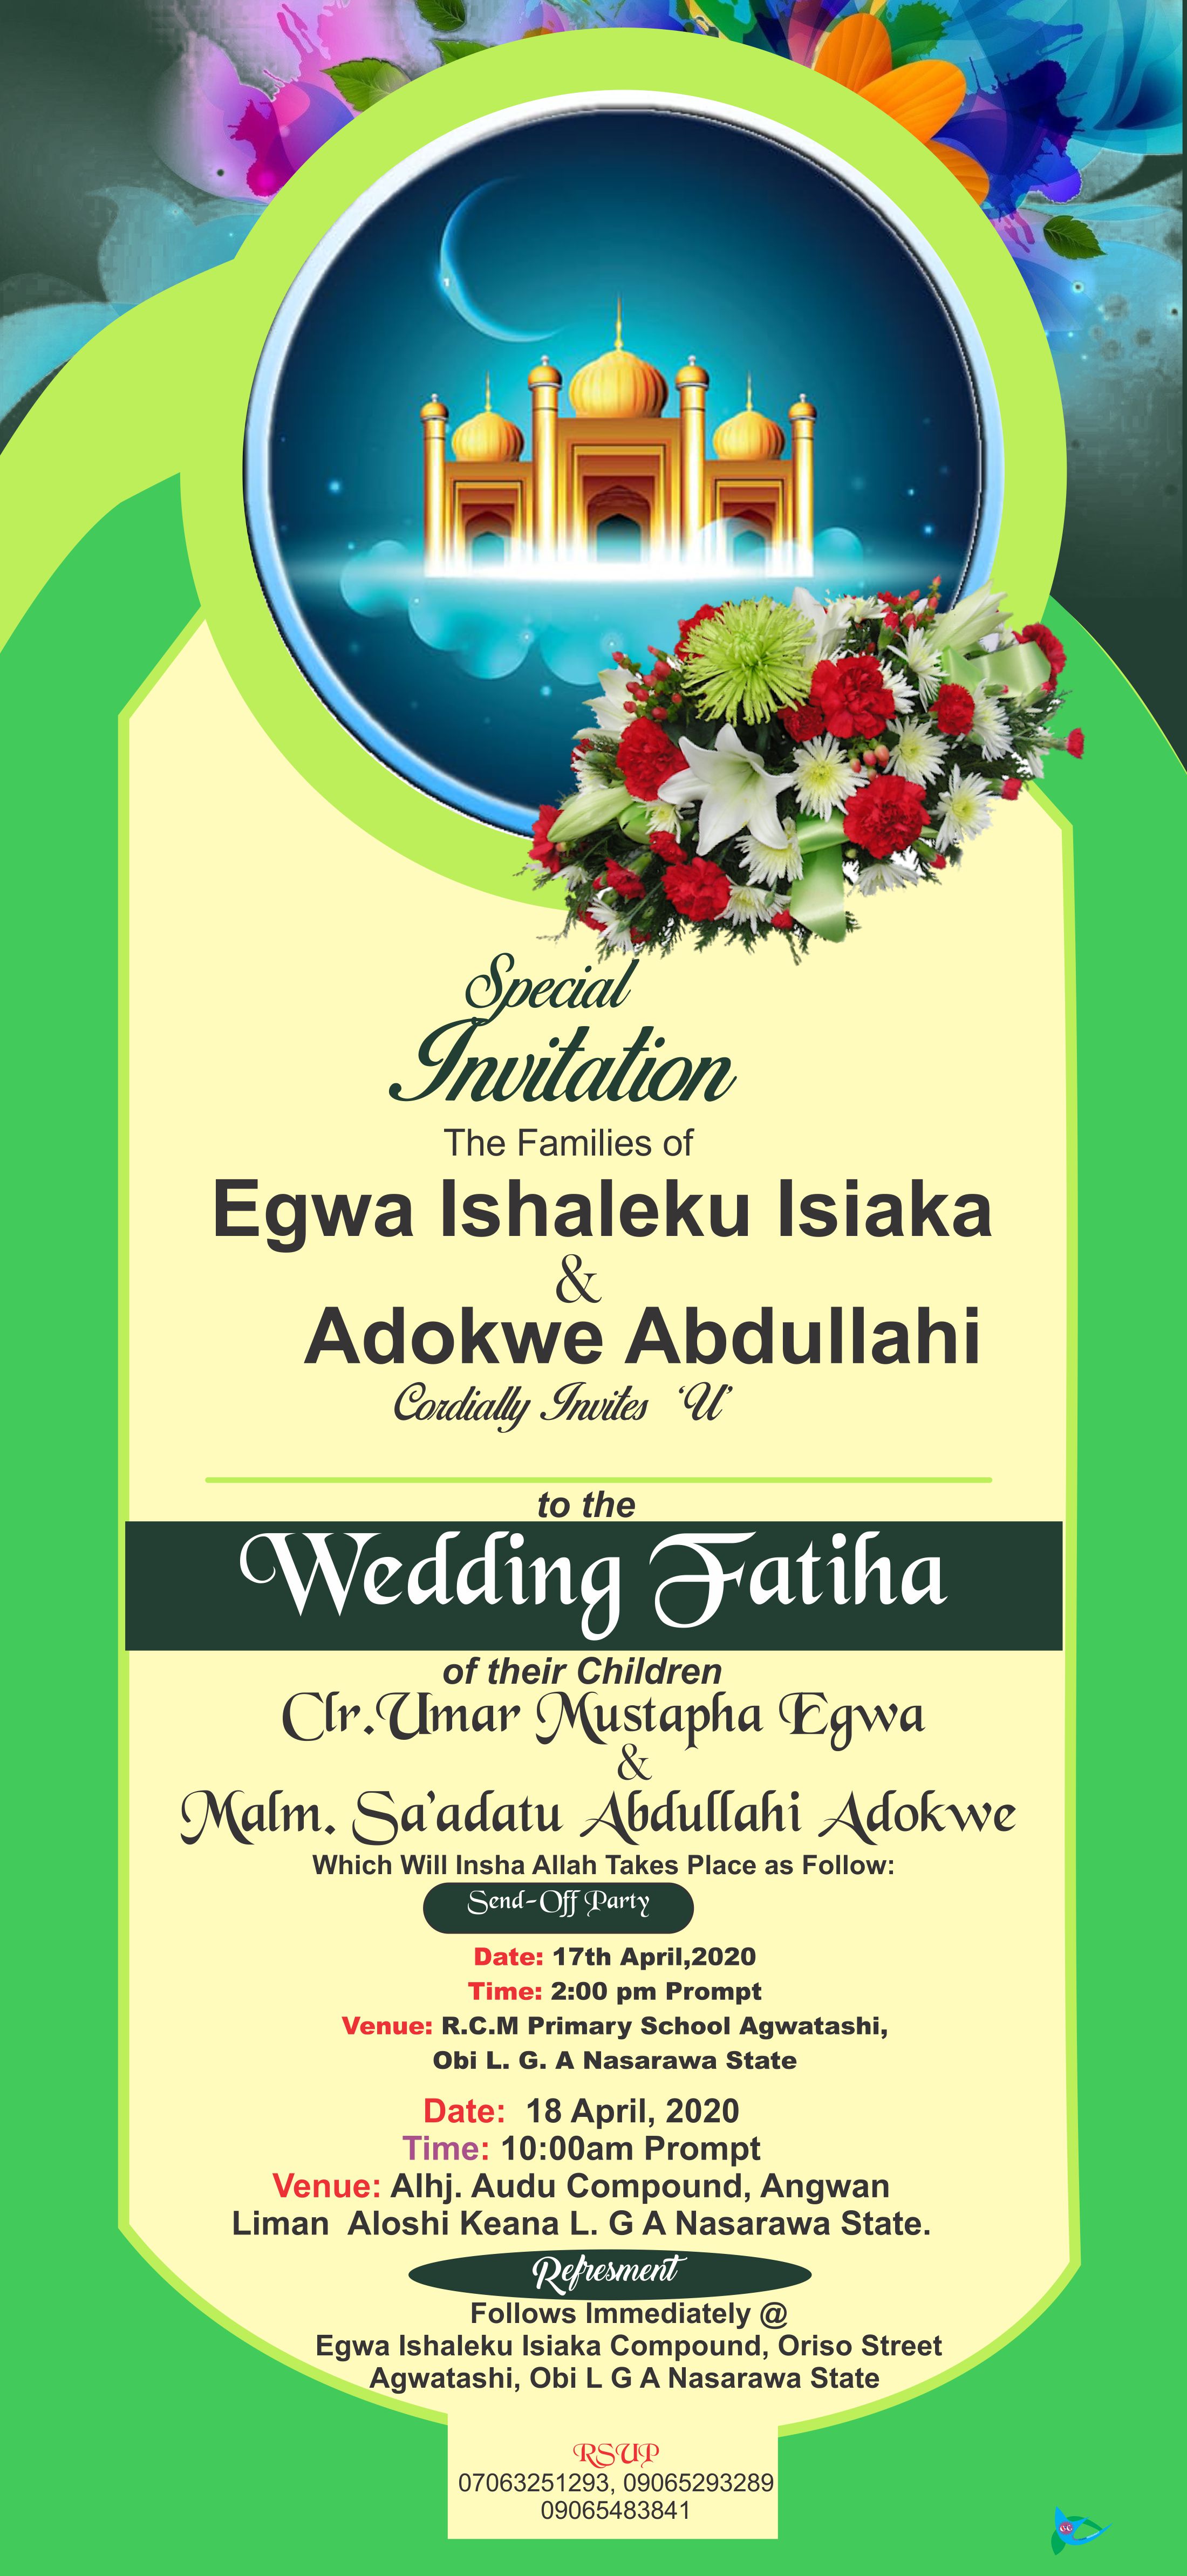 Special
Invitation
The Families of
Egwa Ishaleku Isiaka
&
Adokwe Abdullahi
Cordially Invites 'U'
to the
Wedding Fatiha
of their Children
Clr.Umar Mustapha Egwa
&
Malm. Sa'adatu Abdullahi Adokwe
Which Will Insha Allah Takes Place as Follow:
Send-Off Party
Date: 17th April,2020
Time: 2:00 pm Prompt
Venue: R.C.M Primary School Agwatashi,
Obi L. G. A Nasarawa State
Date: 18 April, 2020
Time: 10:00am Prompt
Venue: Alhj. Audu Compound, Angwan
Liman Aloshi Keana L. G A Nasarawa State.
Refresment
Follows Immediately @
Egwa Ishaleku Isiaka Compound, Oriso Street
Agwatashi, Obi L G A Nasarawa State
RSUP
07063251293, 09065293289
09065483841